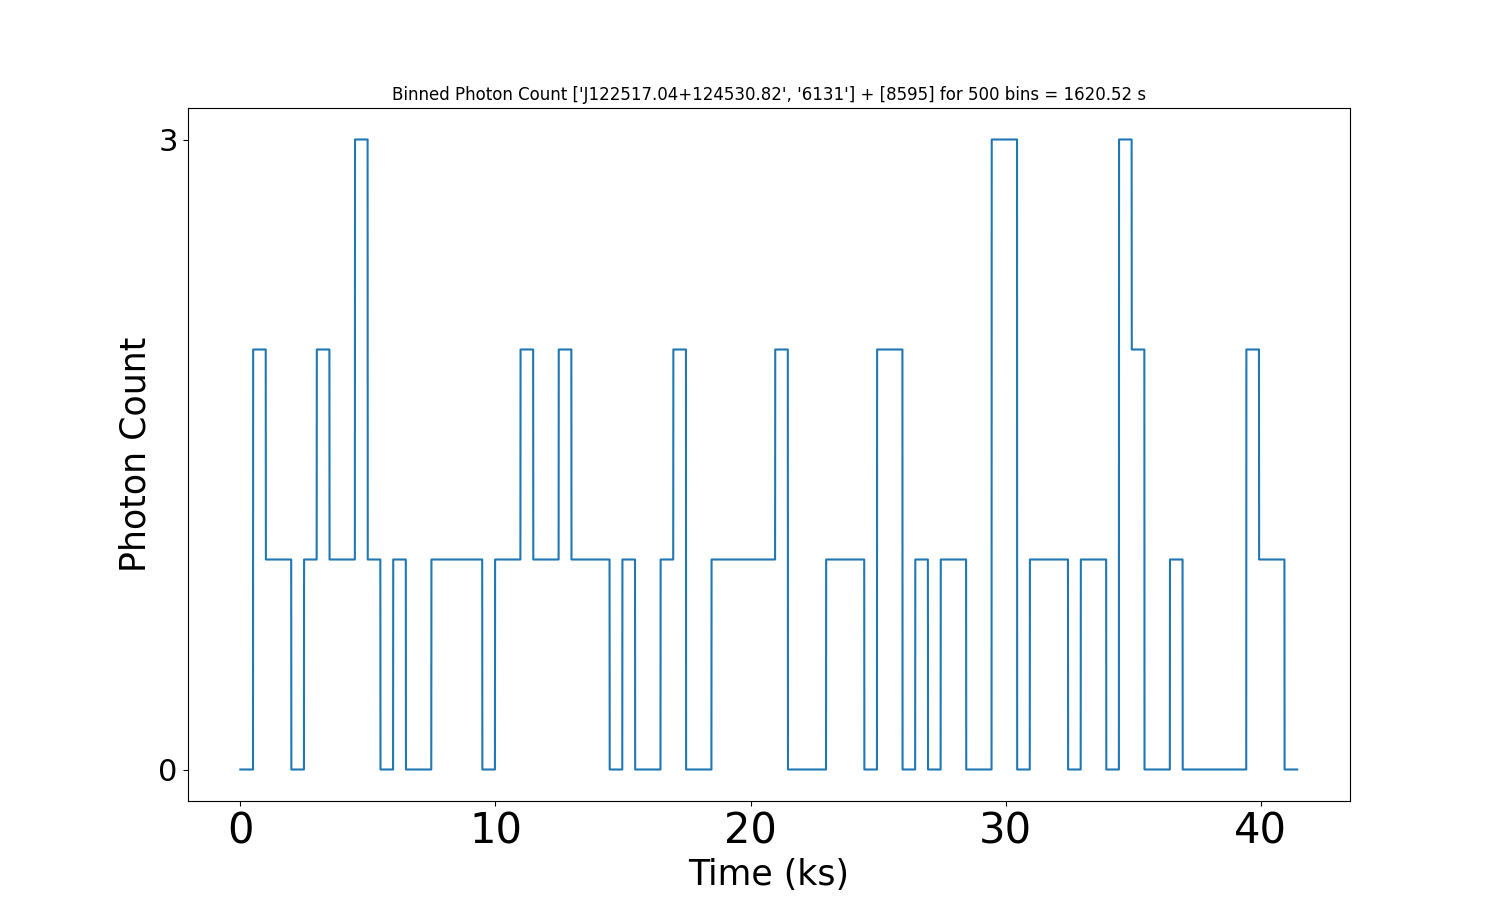 Binned Photon Count ['J122517.04+124530.82', '6131'] + [8595] for 500 bins = 1620.52 s
3
Photon Count
0
0 10 20 30 40
Time (ks)